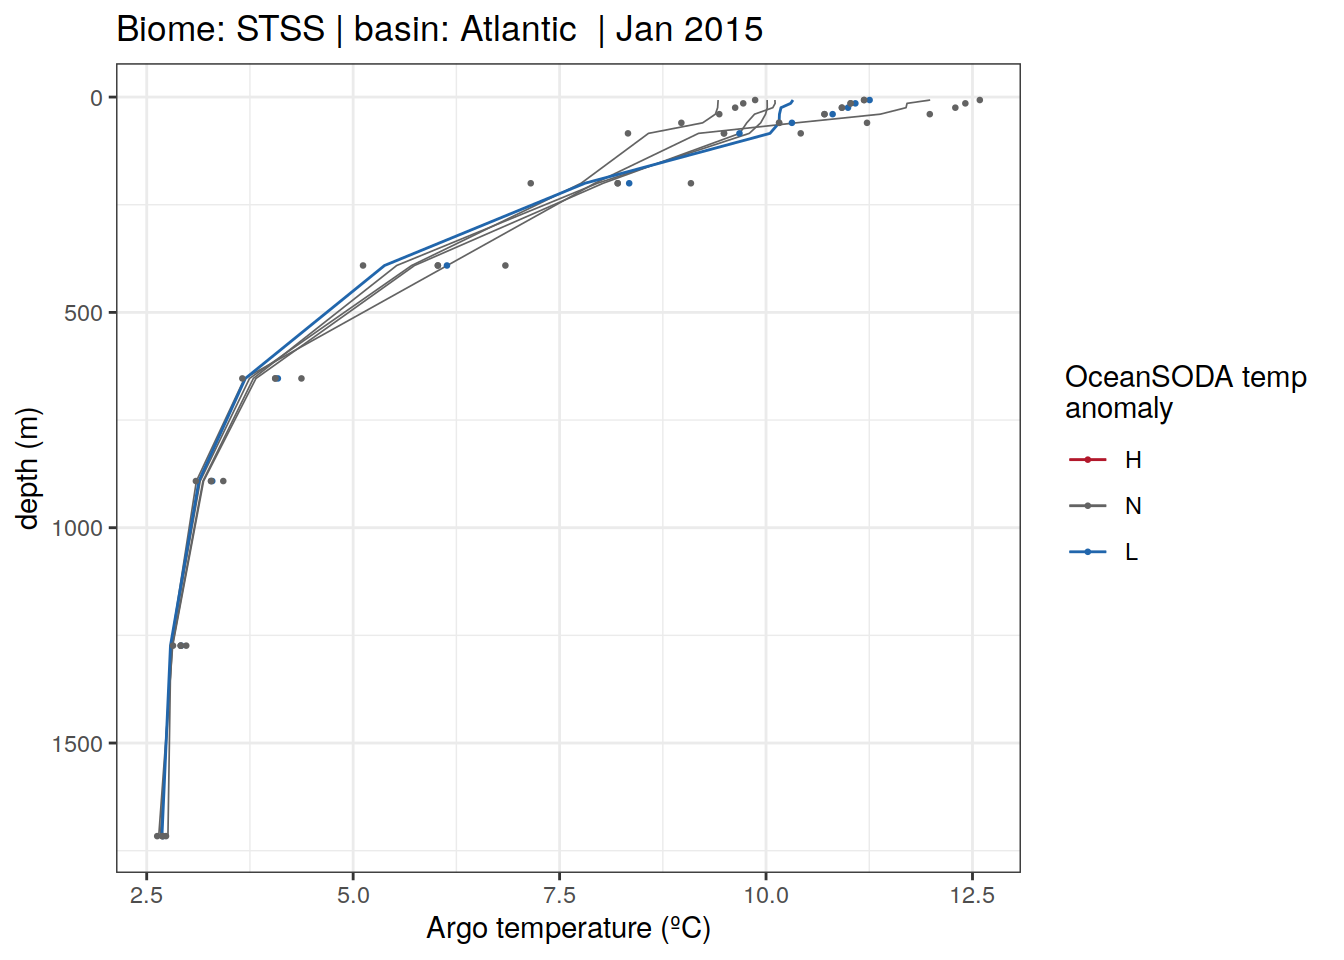 Biome: STSS | basin: Atlantic  | Jan 2015
0
500
1000
1500
depth (m)
2.5
5.0
7.5
10.0
12.5
Argo temperature (ºC)
OceanSODA temp
anomaly
H
N
L